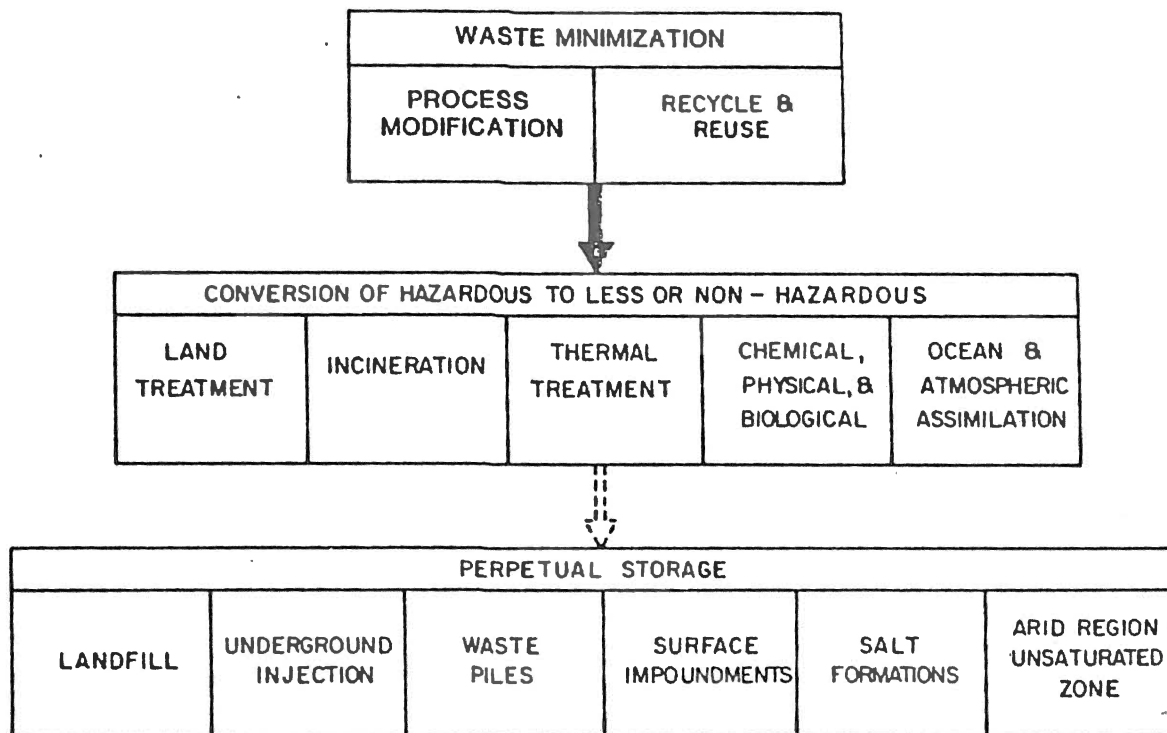 WASTE MINIMIZATION
PROCESS
MODIFICATION
RECYCLE &
REUSE
CONVERSION OF HAZARDOUS TO LESS OR NON - HAZARDOUS
LAND
TREATMENT
INCINERATION
THERMAL
TREATMENT
CHEMICAL,
PHYSICAL, &
BIOLOGICAL
OCEAN &
ATMOSPHERIC
ASSIMILATION
PERPETUAL STORAGE
LANDFILL
UNDERGROUND
INJECTION
WASTE
PILES
SURFACE
IMPOUNDMENTS
SALT
FORMATIONS
ARID REGION
UNSATURATED
ZONE